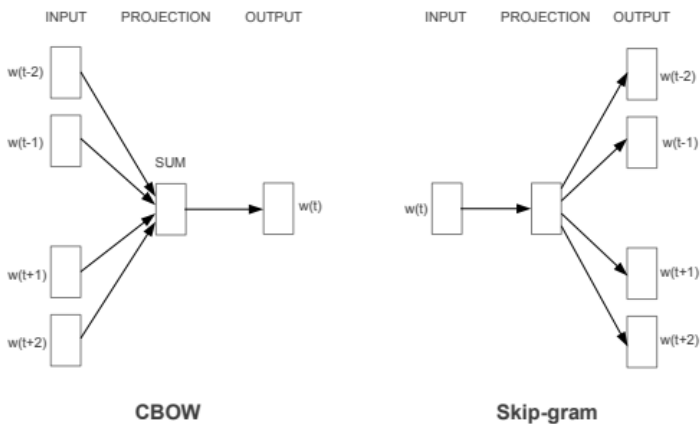 INPUT PROJECTION OUTPUT
w(t-2)
w(t-1)
SUM
w(t)
w(t+1)
w(t+2)
CBOW
INPUT PROJECTION OUTPUT
w(t-2)
w(t-1)
w(t)
w(t+1)
w(t+2)
Skip-gram